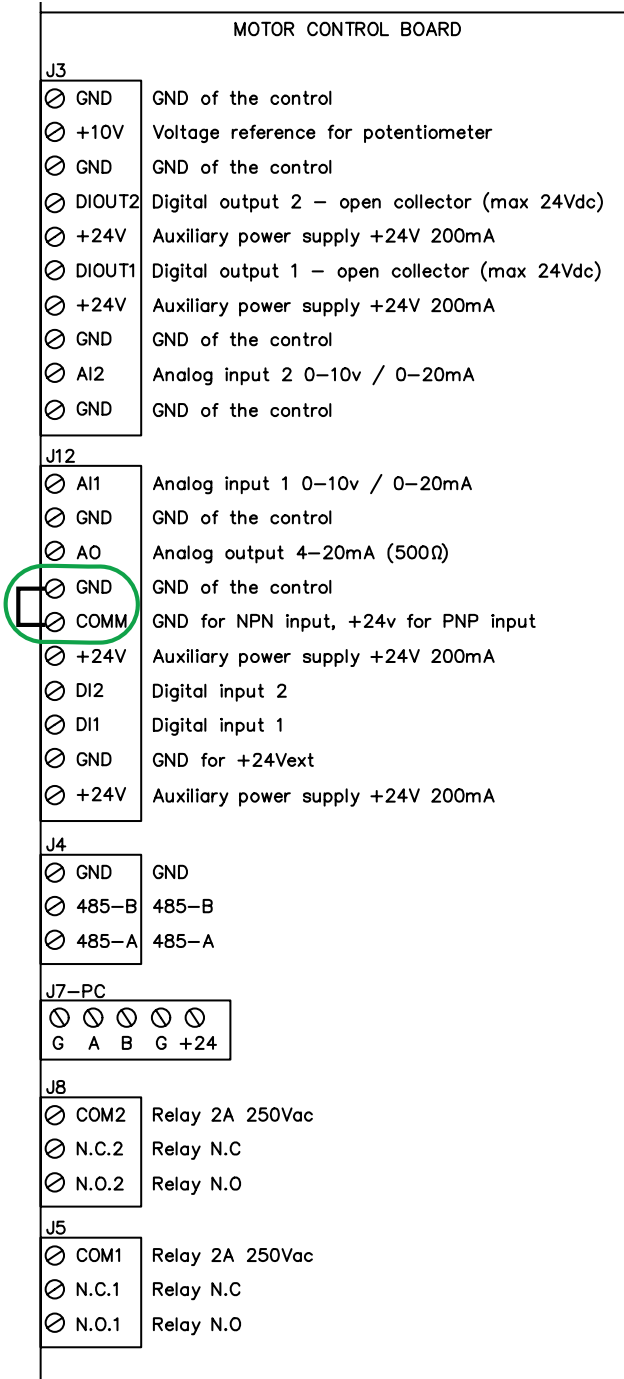 MOTOR CONTROL BOARD
J3
GND GND of the control
+10V Voltage reference for potentiometer
GND GND of the control
DIOUT2 Digital output 2 – open collector (max 24Vdc)
+24V Auxiliary power supply +24V 200mA
DIOUT1 Digital output 1 – open collector (max 24Vdc)
+24V Auxiliary power supply +24V 200mA
GND GND of the control
AI2 Analog input 2 0–10v / 0–20mA
GND GND of the control
J12
AI1 Analog input 1 0–10v / 0–20mA
GND GND of the control
AO Analog output 4–20mA (500Ω)
GND GND of the control
COMM GND for NPN input, +24v for PNP input
+24V Auxiliary power supply +24V 200mA
DI2 Digital input 2
DI1 Digital input 1
GND GND for +24Vext
+24V Auxiliary power supply +24V 200mA
J4
GND GND
485–B 485–B
485–A 485–A
J7–PC
G A B G +24
J8
COM2 Relay 2A 250Vac
N.C.2 Relay N.C
N.O.2 Relay N.O
J5
COM1 Relay 2A 250Vac
N.C.1 Relay N.C
N.O.1 Relay N.O